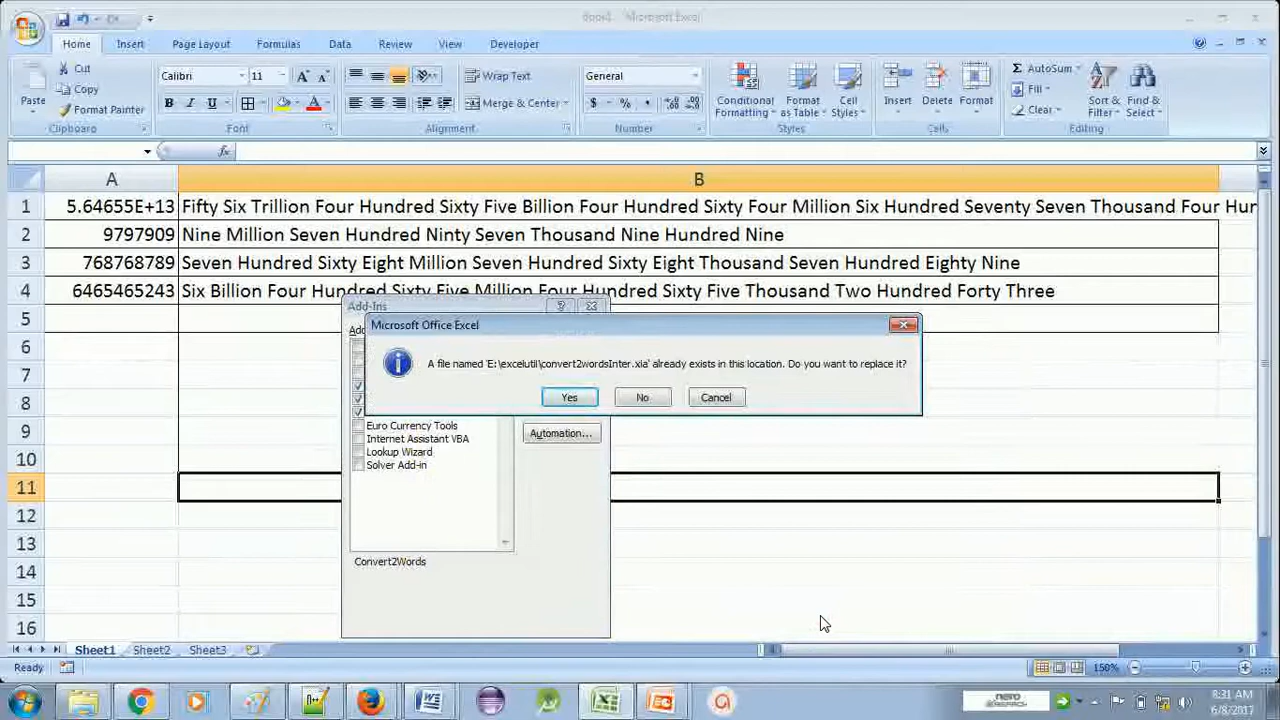 book1 - Microsoft Excel
Home Insert Page Layout Formulas Data Review View Developer
Paste
Cut
Copy
Format Painter
Clipboard
Calibri 11
B I U
Font
Wrap Text
Merge & Center
Alignment
General
$ % ,
Number
Conditional Formatting
Format as Table
Cell Styles
Styles
Insert Delete Format
Cells
AutoSum
Fill
Clear
Sort & Filter
Find & Select
Editing
fx
A B
1 5.64655E+13 Fifty Six Trillion Four Hundred Sixty Five Billion Four Hundred Sixty Four Million Six Hundred Seventy Seven Thousand Four Hur
2 9797909 Nine Million Seven Hundred Ninty Seven Thousand Nine Hundred Nine
3 768768789 Seven Hundred Sixty Eight Million Seven Hundred Sixty Eight Thousand Seven Hundred Eighty Nine
4 6465465243 Six Billion Four Hundred Sixty Five Million Four Hundred Sixty Five Thousand Two Hundred Forty Three
5
6
7
8
9
10
11
12
13
14
15
16
Add-Ins
Add
Microsoft Office Excel
A file named 'E:\excelutil\convert2wordsInter.xla' already exists in this location. Do you want to replace it?
Yes No Cancel
Euro Currency Tools
Internet Assistant VBA
Lookup Wizard
Solver Add-in
Automation...
Convert2Words
Sheet1 Sheet2 Sheet3
Ready
150%
nero
8:31 AM
6/8/2017